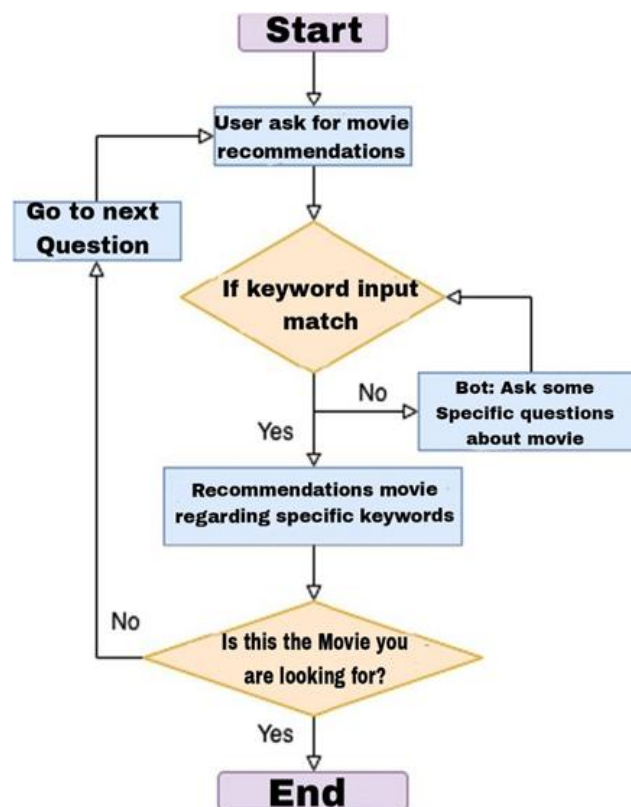 Start
User ask for movie
recommendations
Go to next
Question
If keyword input
match
No
Bot: Ask some
Specific questions
about movie
Yes
Recommendations movie
regarding specific keywords
No
Is this the Movie you
are looking for?
Yes
End